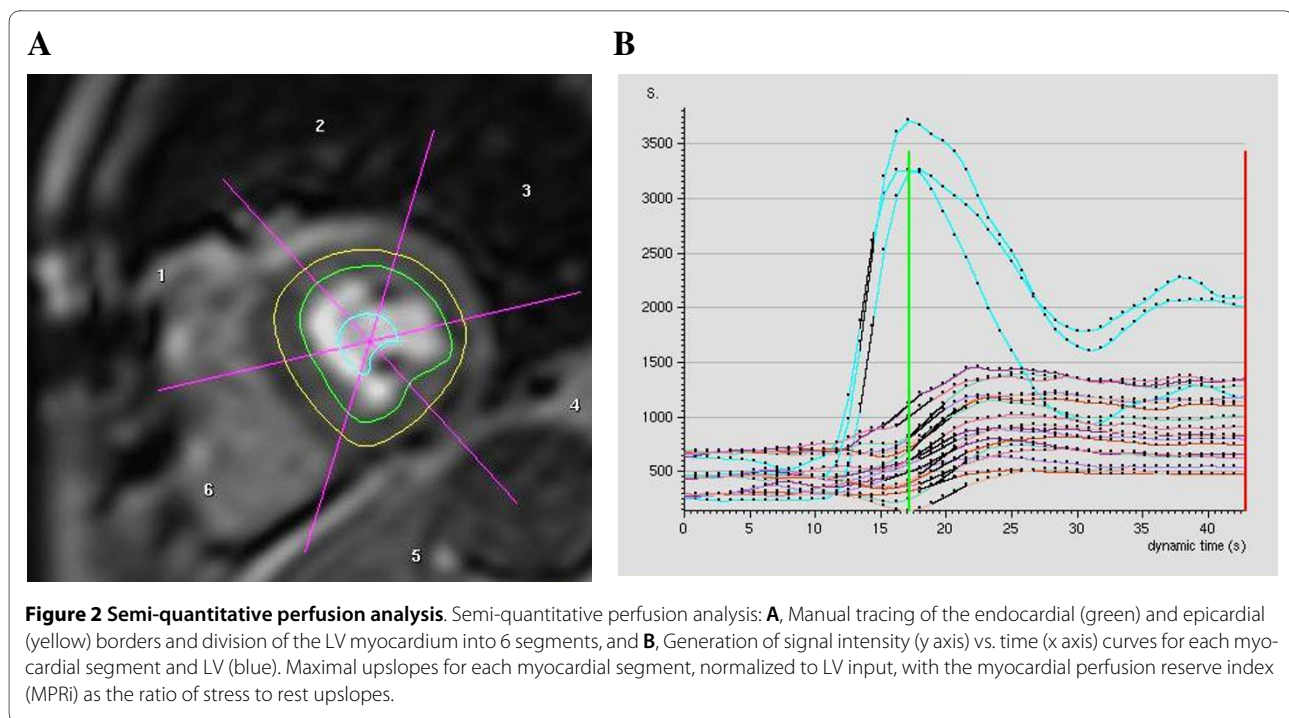 A
B
1
2
3
4
5
6
S.
3500
3000
2500
2000
1500
1000
500
0 5 10 15 20 25 30 35 40
dynamic time (s)
Figure 2 Semi-quantitative perfusion analysis. Semi-quantitative perfusion analysis: A, Manual tracing of the endocardial (green) and epicardial
(yellow) borders and division of the LV myocardium into 6 segments, and B, Generation of signal intensity (y axis) vs. time (x axis) curves for each myo-
cardial segment and LV (blue). Maximal upslopes for each myocardial segment, normalized to LV input, with the myocardial perfusion reserve index
(MPRi) as the ratio of stress to rest upslopes.